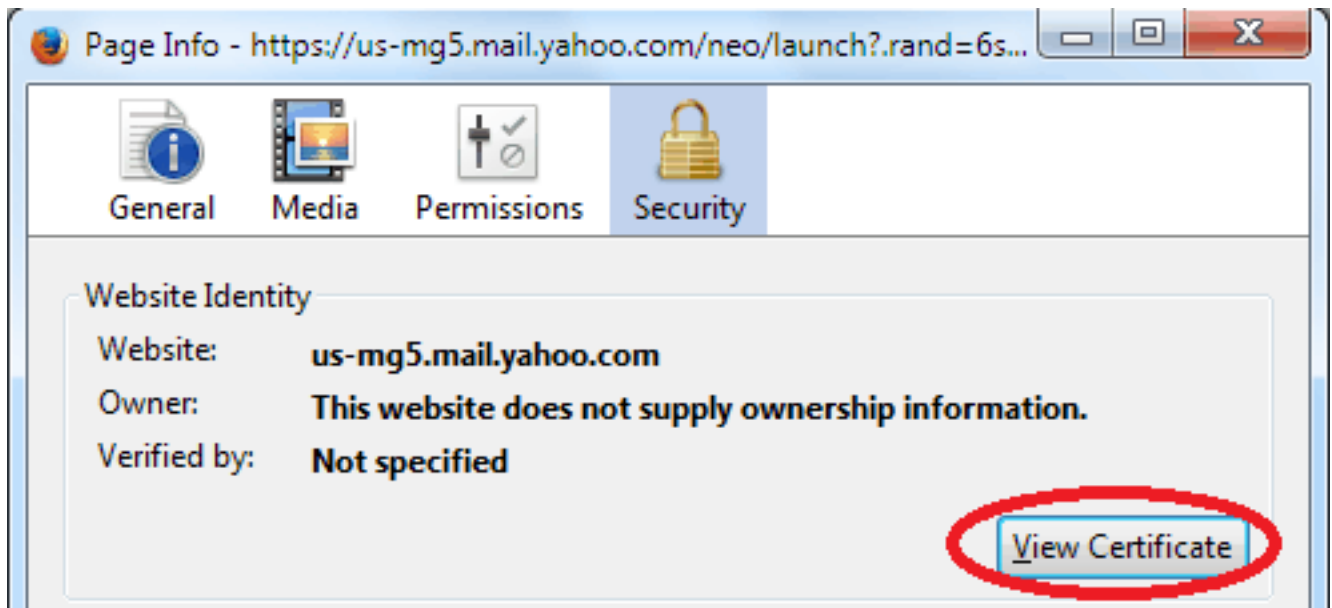 Page Info - https://us-mg5.mail.yahoo.com/neo/launch?.rand=6s...
General Media Permissions Security
Website Identity
Website: us-mg5.mail.yahoo.com
Owner: This website does not supply ownership information.
Verified by: Not specified
View Certificate